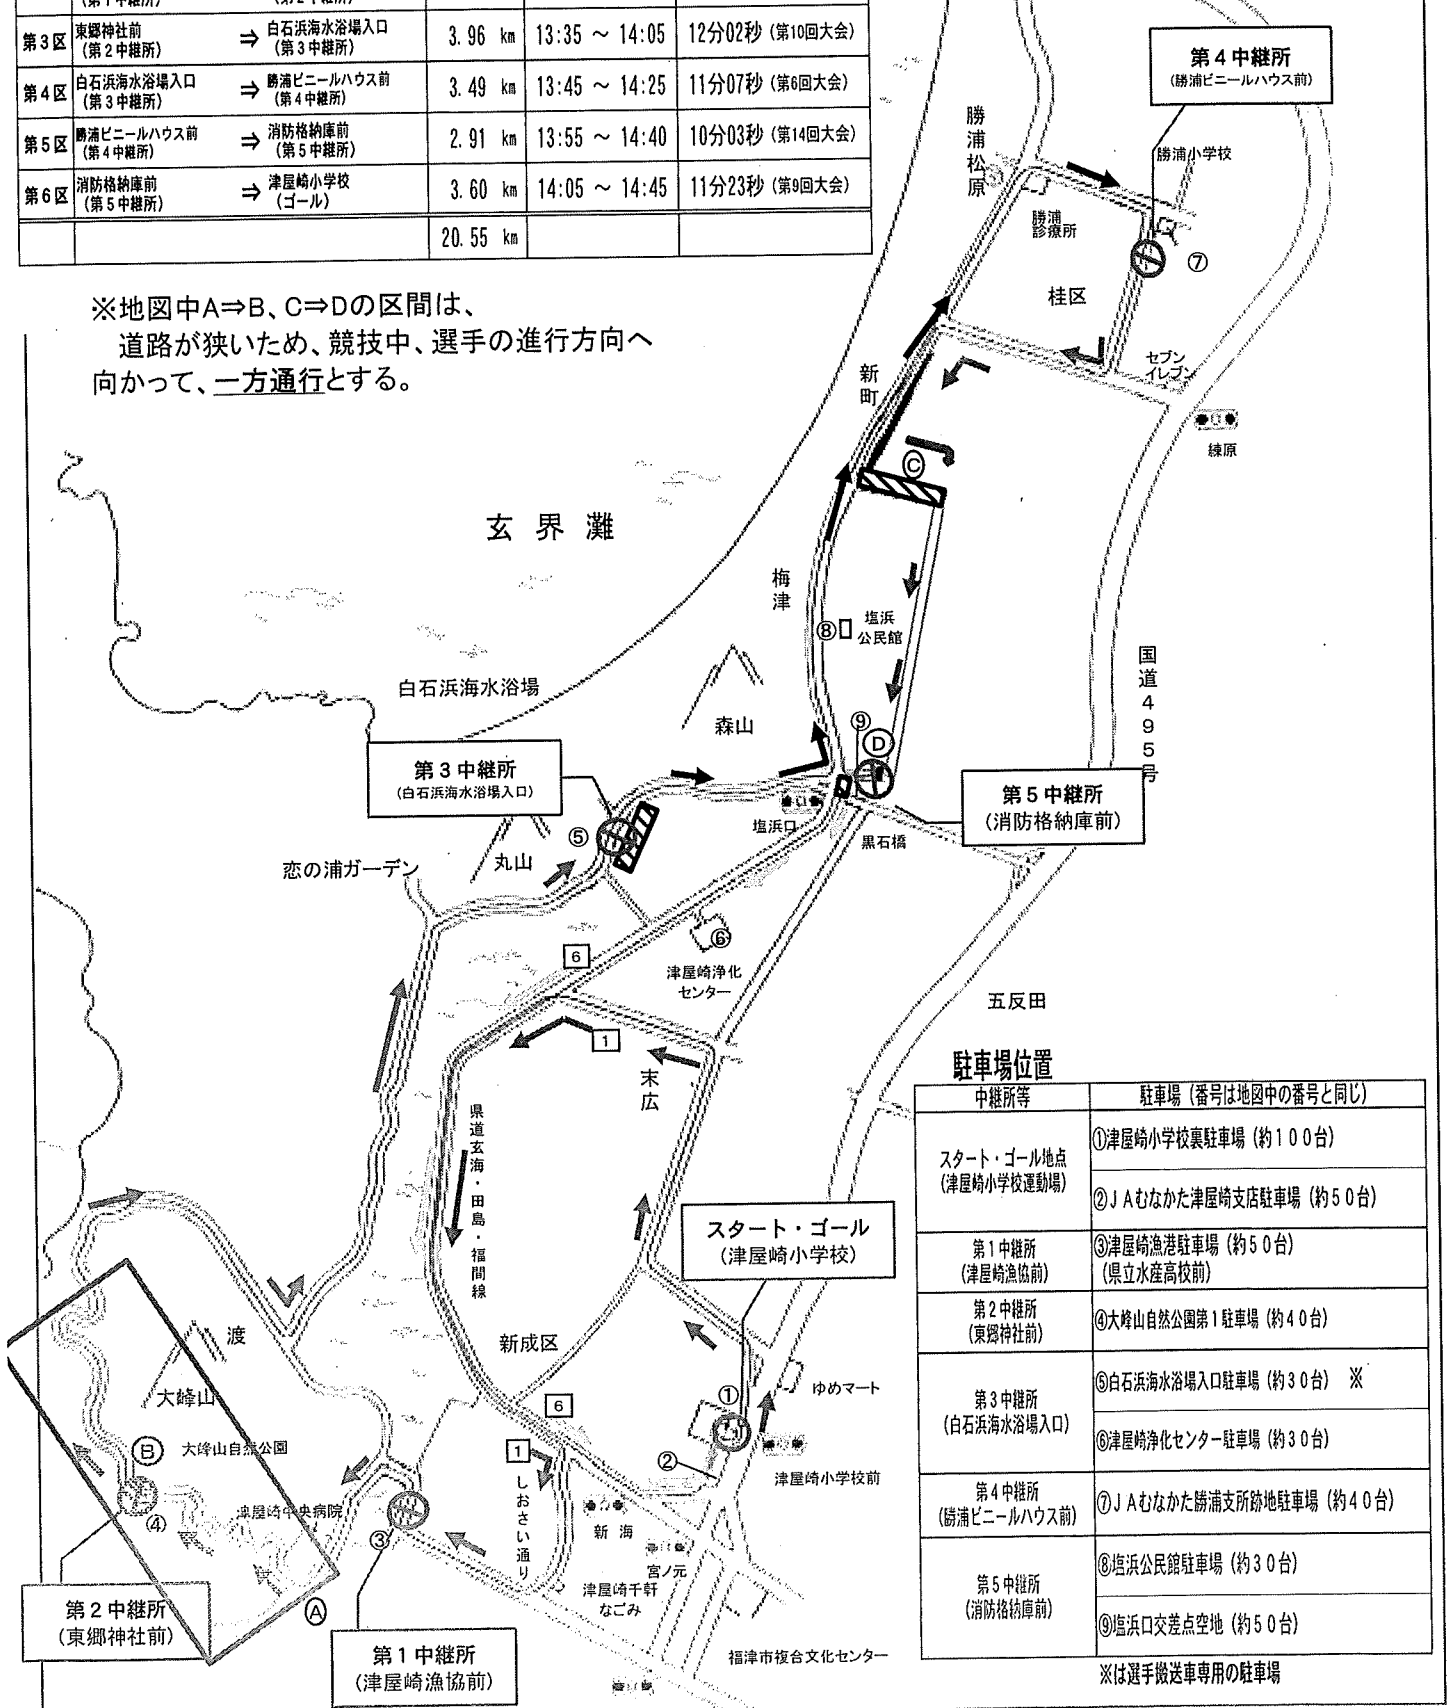 (第1中継所) (第2中継所)
第3区 東郷神社前 ⇒ 白石浜海水浴場入口 3.96 km 13:35 ～ 14:05 12分02秒 (第10回大会)
(第2中継所) (第3中継所)
第4区 白石浜海水浴場入口 ⇒ 勝浦ビニールハウス前 3.49 km 13:45 ～ 14:25 11分07秒 (第6回大会)
(第3中継所) (第4中継所)
第5区 勝浦ビニールハウス前 ⇒ 消防格納庫前 2.91 km 13:55 ～ 14:40 10分03秒 (第14回大会)
(第4中継所) (第5中継所)
第6区 消防格納庫前 ⇒ 津屋崎小学校 3.60 km 14:05 ～ 14:45 11分23秒 (第9回大会)
(第5中継所) (ゴール)
20.55 km
※地図中A⇒B、C⇒Dの区間は、
道路が狭いため、競技中、選手の進行方向へ
向かって、一方通行とする。
第4中継所
(勝浦ビニールハウス前)
勝浦松原
勝浦小学校
勝浦
診療所
⑦
桂区
セブン
イレブン
新町
練原
Ⓒ
玄界灘
梅津
塩浜
公民館
⑧
国道495号
白石浜海水浴場
森山
⑨
Ⓓ
第3中継所
(白石浜海水浴場入口)
第5中継所
(消防格納庫前)
塩浜口
黒石橋
⑤
丸山
恋の浦ガーデン
⑥
6
津屋崎浄化
センター
五反田
1
末広
県道玄海・田島・福間線
スタート・ゴール
(津屋崎小学校)
渡
新成区
大峰山
①
ゆめマート
6
Ⓑ
大峰山自然公園
1
②
津屋崎小学校前
しおさい通り
④
津屋崎中央病院
③
新海
宮ノ元
津屋崎千軒
なごみ
Ⓐ
第2中継所
(東郷神社前)
第1中継所
(津屋崎漁協前)
福津市複合文化センター
駐車場位置
中継所等 駐車場 (番号は地図中の番号と同じ)
スタート・ゴール地点
(津屋崎小学校運動場)
①津屋崎小学校裏駐車場 (約100台)
②JAむなかた津屋崎支店駐車場 (約50台)
第1中継所
(津屋崎漁協前)
③津屋崎漁港駐車場 (約50台)
(県立水産高校前)
第2中継所
(東郷神社前)
④大峰山自然公園第1駐車場 (約40台)
第3中継所
(白石浜海水浴場入口)
⑤白石浜海水浴場入口駐車場 (約30台) ※
⑥津屋崎浄化センター駐車場 (約30台)
第4中継所
(勝浦ビニールハウス前)
⑦JAむなかた勝浦支所跡地駐車場 (約40台)
第5中継所
(消防格納庫前)
⑧塩浜公民館駐車場 (約30台)
⑨塩浜口交差点空地 (約50台)
※は選手搬送車専用の駐車場